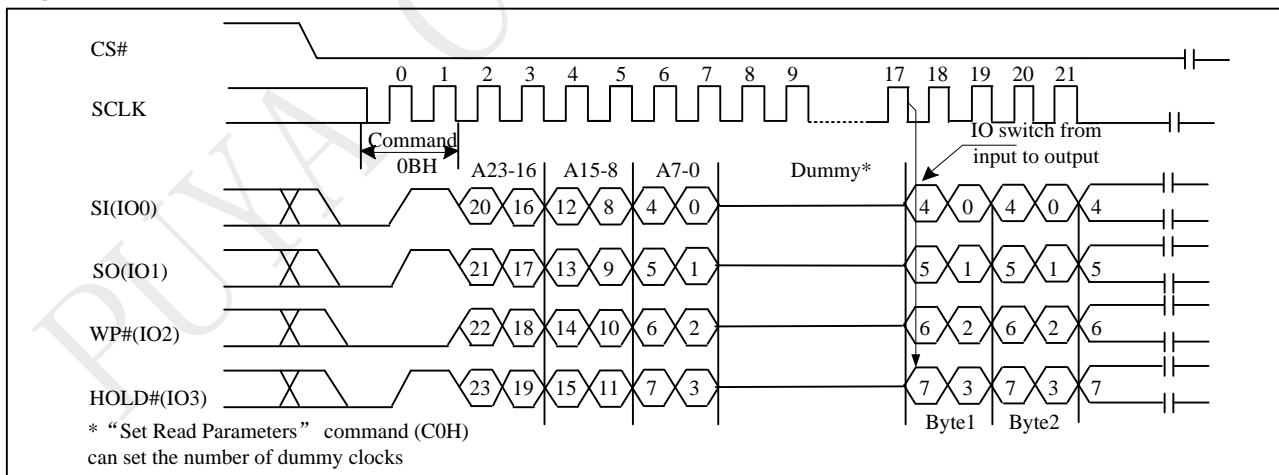 CS#
0 1 2 3 4 5 6 7 8 9 17 18 19 20 21
SCLK
Command
0BH
IO switch from
input to output
A23-16 A15-8 A7-0 Dummy*
SI(IO0) 20 16 12 8 4 0 4 0 4 0 4
SO(IO1) 21 17 13 9 5 1 5 1 5 1 5
WP#(IO2) 22 18 14 10 6 2 6 2 6 2 6
HOLD#(IO3) 23 19 15 11 7 3 7 3 7 3 7
Byte1 Byte2
* “Set Read Parameters” command (C0H)
can set the number of dummy clocks
PUYA